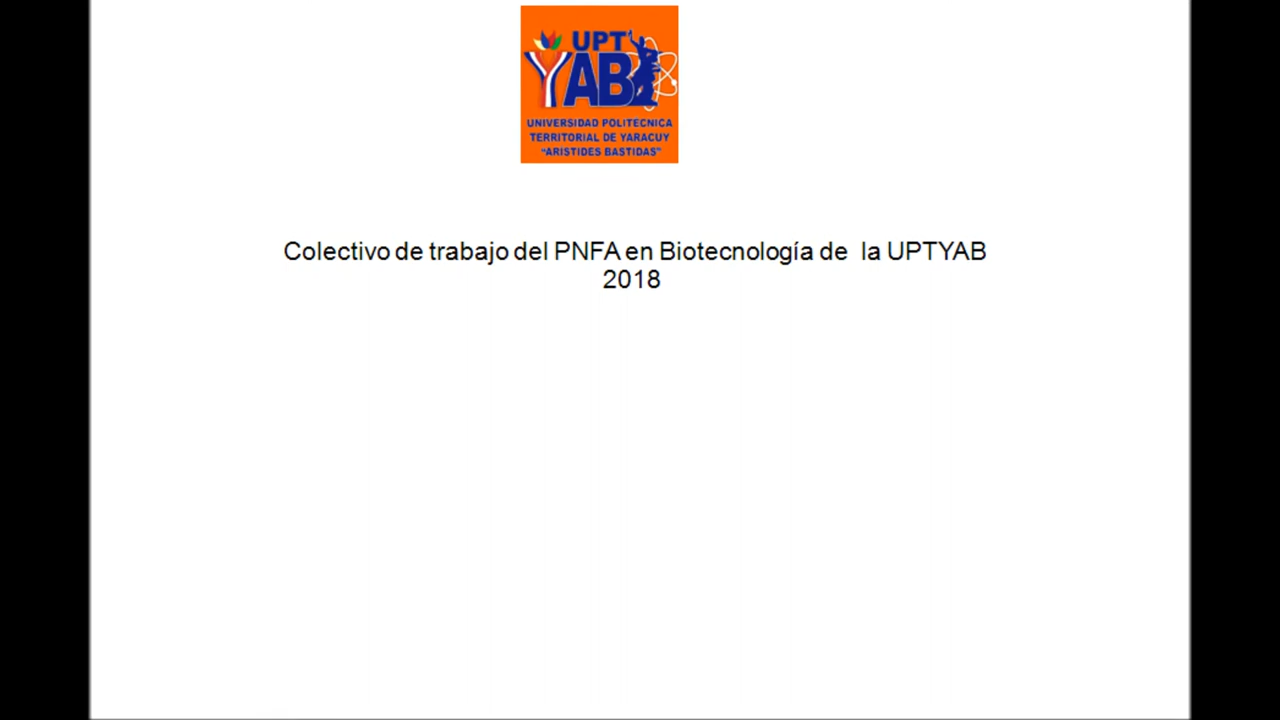 UPT
YAB
UNIVERSIDAD POLITECNICA
TERRITORIAL DE YARACUY
"ARISTIDES BASTIDAS"
Colectivo de trabajo del PNFA en Biotecnología de la UPTYAB
2018